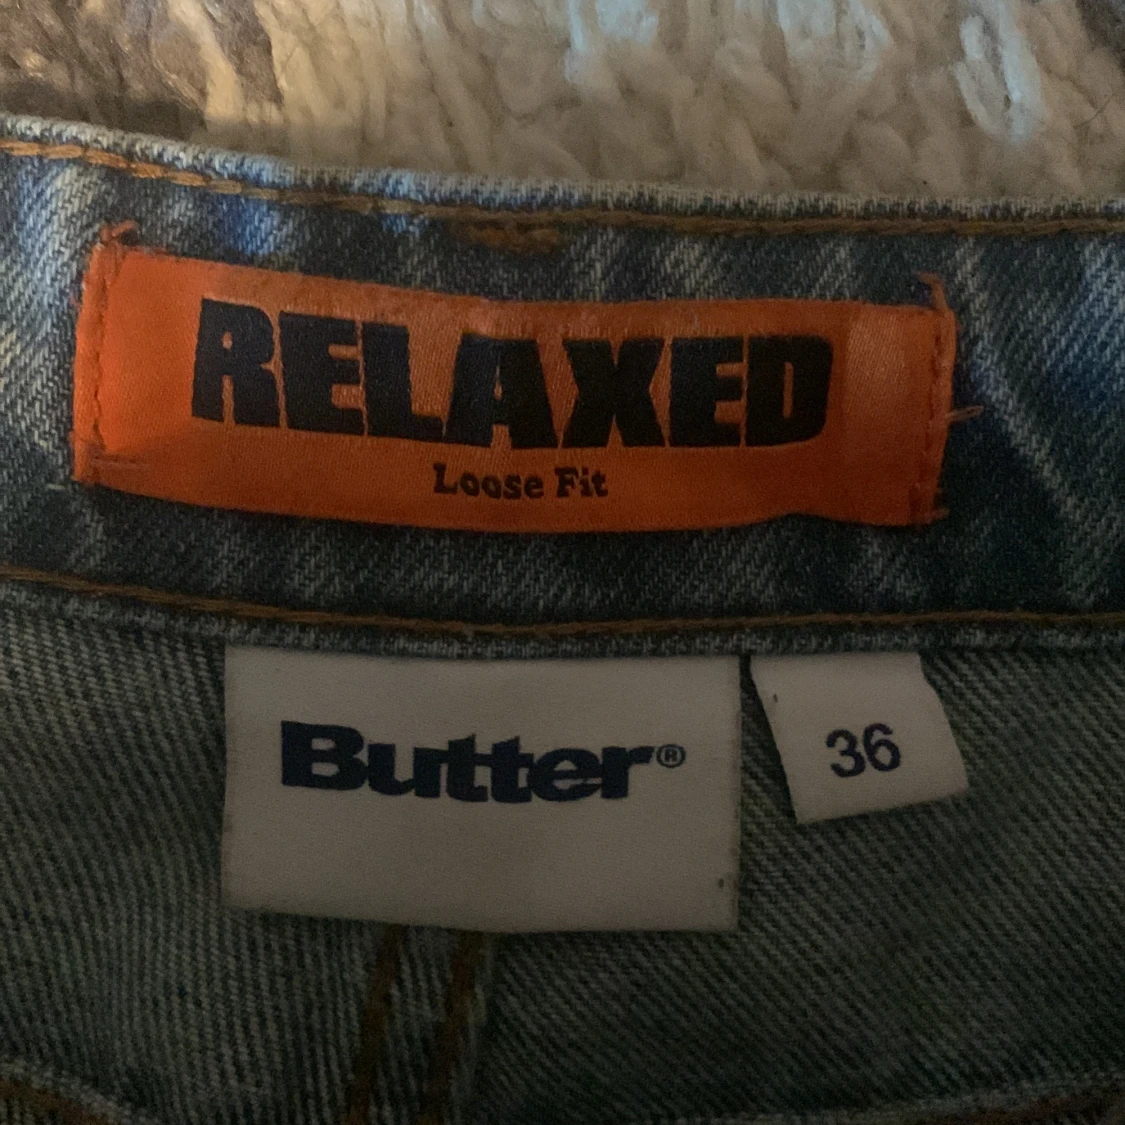 RELAXED
Loose Fit
Butter®
36